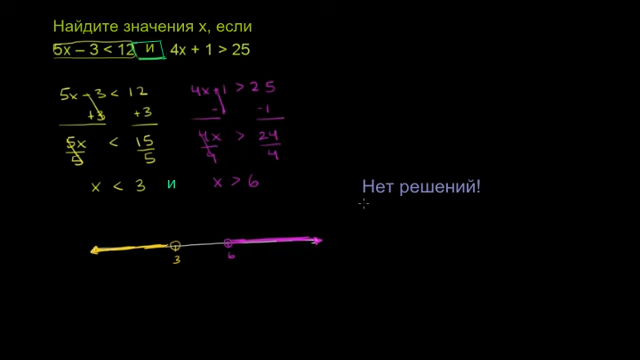 Найдите значения x, если
5x – 3 < 12 и 4x + 1 > 25
5x - 3 < 12
4x + 1 > 25
+3 +3
- 1 -1
5x < 15
4x > 24
5 5
4 4
x < 3 и x > 6
Нет решений!
3 6